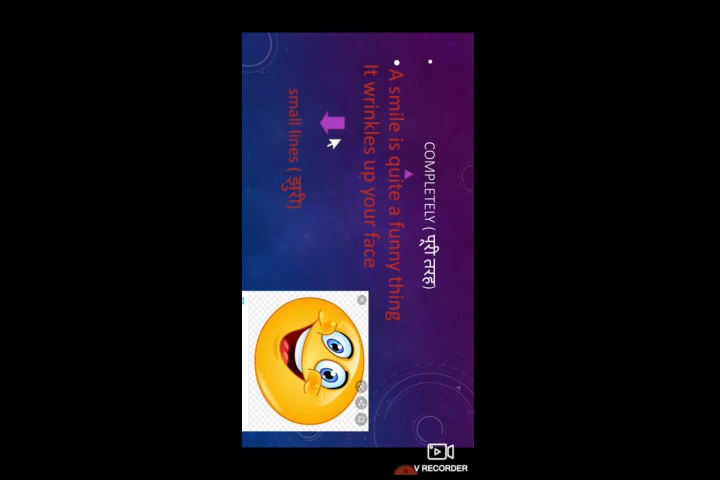 COMPLETELY ( पूरी तरह)
A smile is quite a funny thing
It wrinkles up your face
small lines ( झुर्री)
V RECORDER